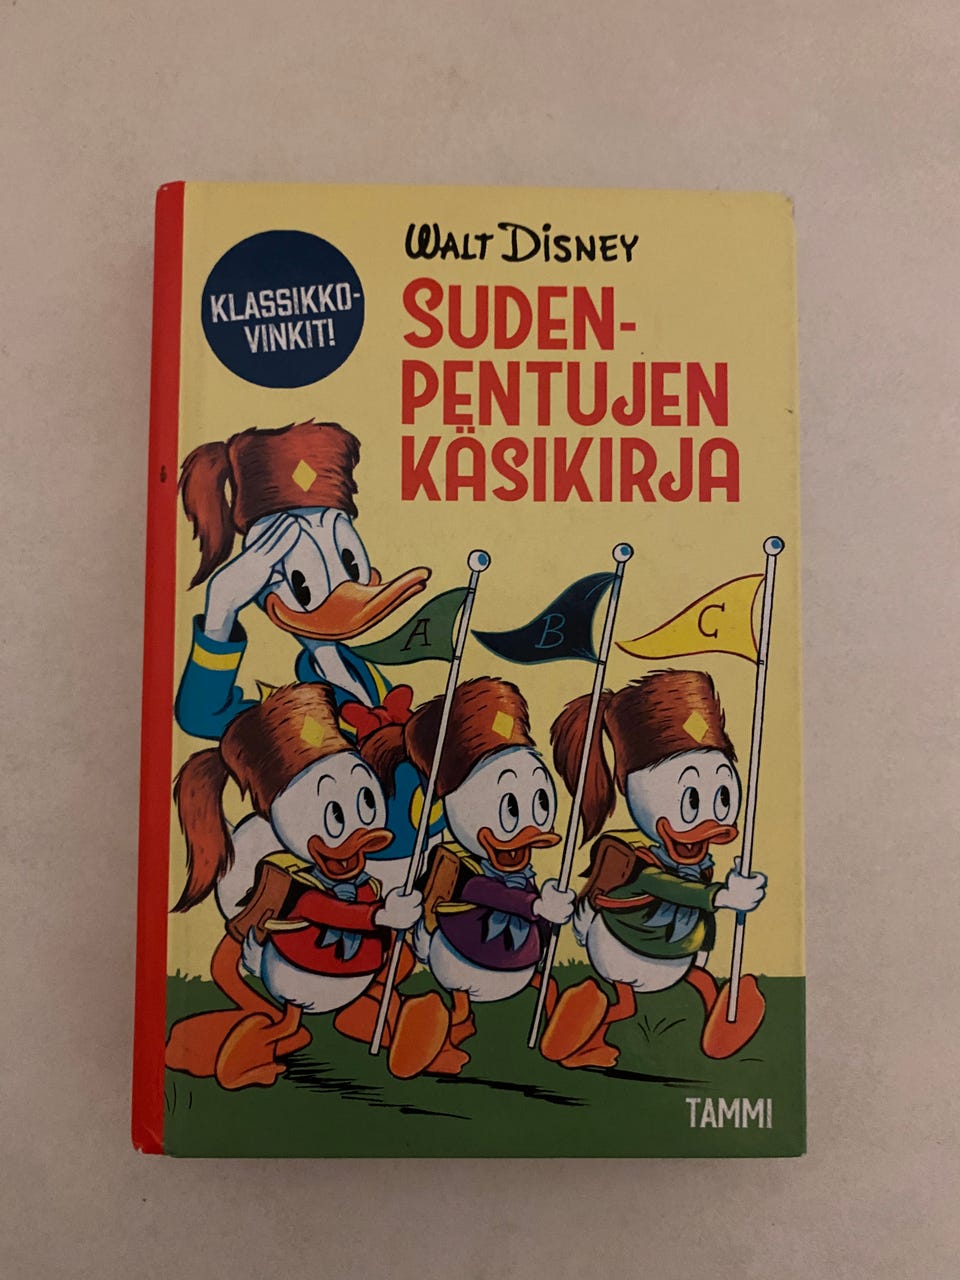 KLASSIKKO-
VINKIT!
WALT DISNEY
SUDEN-
PENTUJEN
KÄSIKIRJA
A
B
C
TAMMI